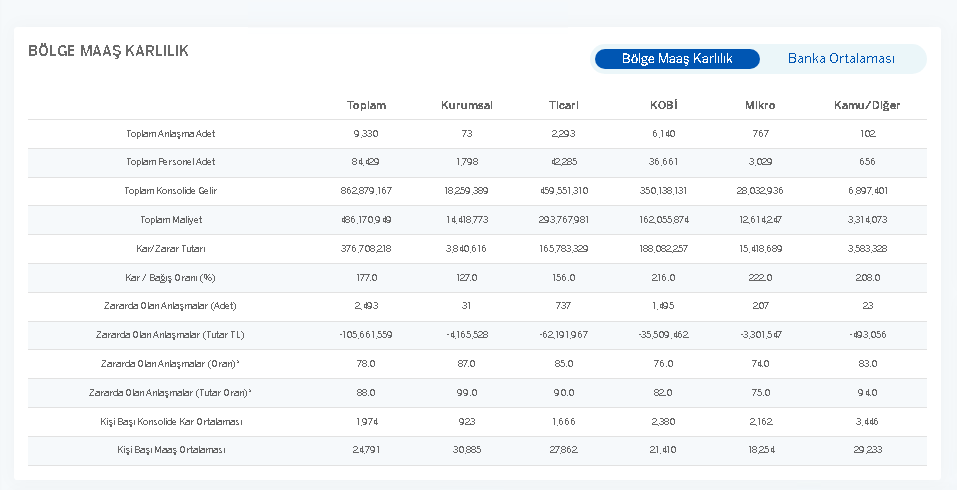 BÖLGE MAAŞ KARLILIK
Bölge Maaş Karlılık Banka Ortalaması
Toplam Kurumsal Ticari KOBİ Mikro Kamu/Diğer
Toplam Anlaşma Adet 9,330 73 2,293 6,140 767 102
Toplam Personel Adet 84,429 1,798 42,285 36,661 3,029 656
Toplam Konsolide Gelir 862,879,167 18,259,389 459,551,310 350,138,131 28,032,936 6,897,401
Toplam Maliyet 486,170,949 14,418,773 293,767,981 162,055,874 12,614,247 3,314,073
Kar/Zarar Tutarı 376,708,218 3,840,616 165,783,329 188,082,257 15,418,689 3,583,328
Kar / Bağış Oranı (%) 177.0 127.0 156.0 216.0 222.0 208.0
Zararda Olan Anlaşmalar (Adet) 2,493 31 737 1,495 207 23
Zararda Olan Anlaşmalar (Tutar TL) -105,661,559 -4,165,528 -62,191,967 -35,509,462 -3,301,547 -493,056
Zararda Olan Anlaşmalar (Oran)* 78.0 87.0 85.0 76.0 74.0 83.0
Zararda Olan Anlaşmalar (Tutar Oran)* 88.0 99.0 90.0 82.0 75.0 94.0
Kişi Başı Konsolide Kar Ortalaması 1,974 923 1,666 2,380 2,162 3,446
Kişi Başı Maaş Ortalaması 24,791 30,885 27,862 21,410 18,254 29,233